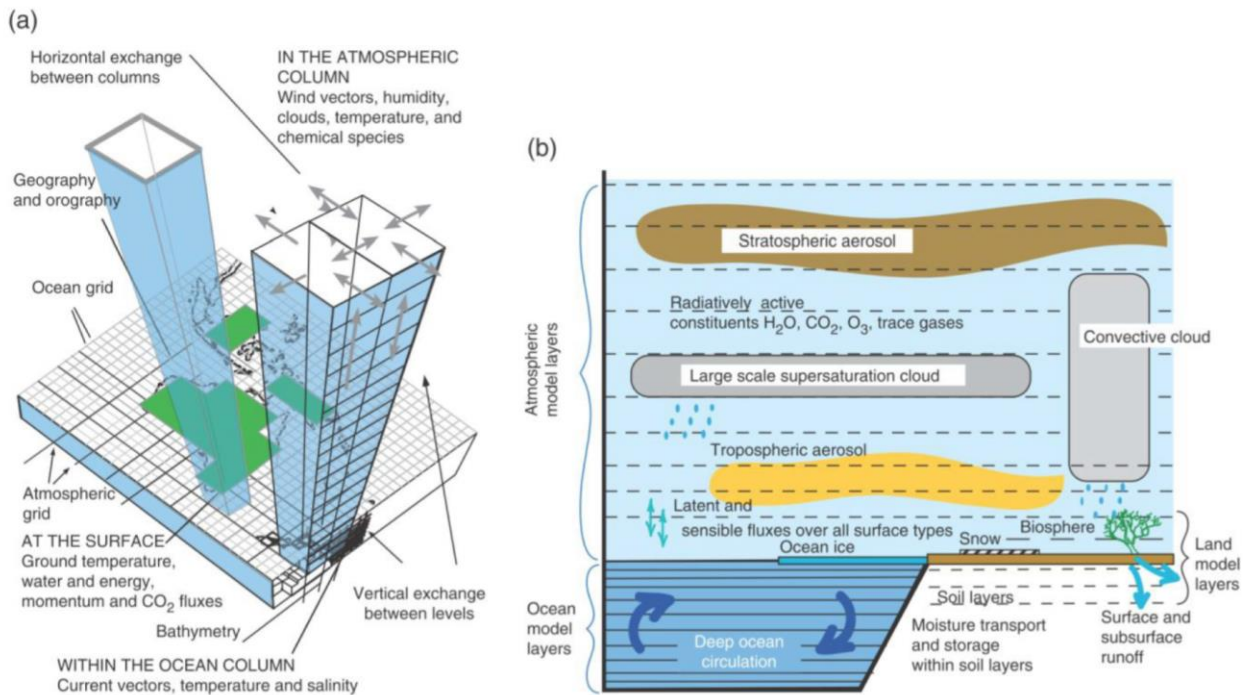 (a)
Horizontal exchange
between columns
IN THE ATMOSPHERIC
COLUMN
Wind vectors, humidity,
clouds, temperature, and
chemical species
Geography
and orography
Ocean grid
Atmospheric
grid
AT THE SURFACE
Ground temperature,
water and energy,
momentum and CO₂ fluxes
Bathymetry
Vertical exchange
between levels
WITHIN THE OCEAN COLUMN
Current vectors, temperature and salinity
(b)
Atmospheric
model layers
Stratospheric aerosol
Radiatively active
constituents H₂O, CO₂, O₃, trace gases
Convective cloud
Large scale supersaturation cloud
Tropospheric aerosol
Latent and
sensible fluxes over all surface types
Biosphere
Snow
Ocean ice
Land
model
layers
Ocean
model
layers
Deep ocean
circulation
Soil layers
Moisture transport
and storage
within soil layers
Surface and
subsurface
runoff